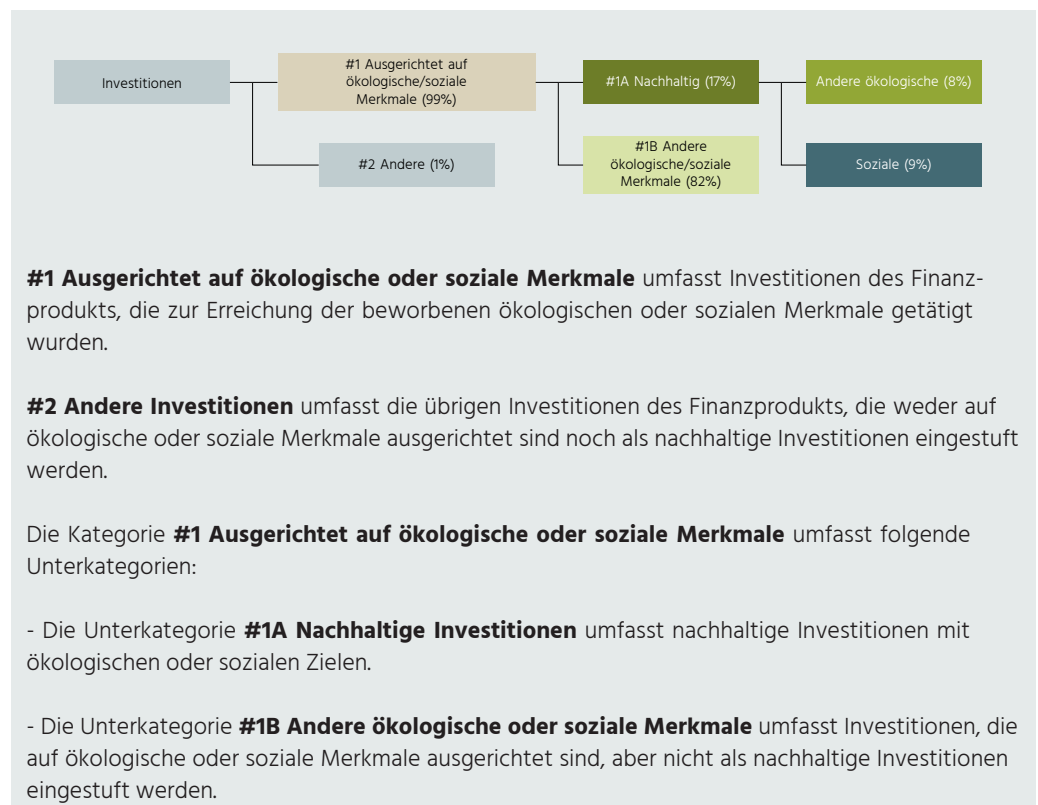 Investitionen
#1 Ausgerichtet auf
ökologische/soziale
Merkmale (99%)
#1A Nachhaltig (17%)
Andere ökologische (8%)
#2 Andere (1%)
#1B Andere
ökologische/soziale
Merkmale (82%)
Soziale (9%)
#1 Ausgerichtet auf ökologische oder soziale Merkmale umfasst Investitionen des Finanz-
produkts, die zur Erreichung der beworbenen ökologischen oder sozialen Merkmale getätigt
wurden.
#2 Andere Investitionen umfasst die übrigen Investitionen des Finanzprodukts, die weder auf
ökologische oder soziale Merkmale ausgerichtet sind noch als nachhaltige Investitionen eingestuft
werden.
Die Kategorie #1 Ausgerichtet auf ökologische oder soziale Merkmale umfasst folgende
Unterkategorien:
- Die Unterkategorie #1A Nachhaltige Investitionen umfasst nachhaltige Investitionen mit
ökologischen oder sozialen Zielen.
- Die Unterkategorie #1B Andere ökologische oder soziale Merkmale umfasst Investitionen, die
auf ökologische oder soziale Merkmale ausgerichtet sind, aber nicht als nachhaltige Investitionen
eingestuft werden.